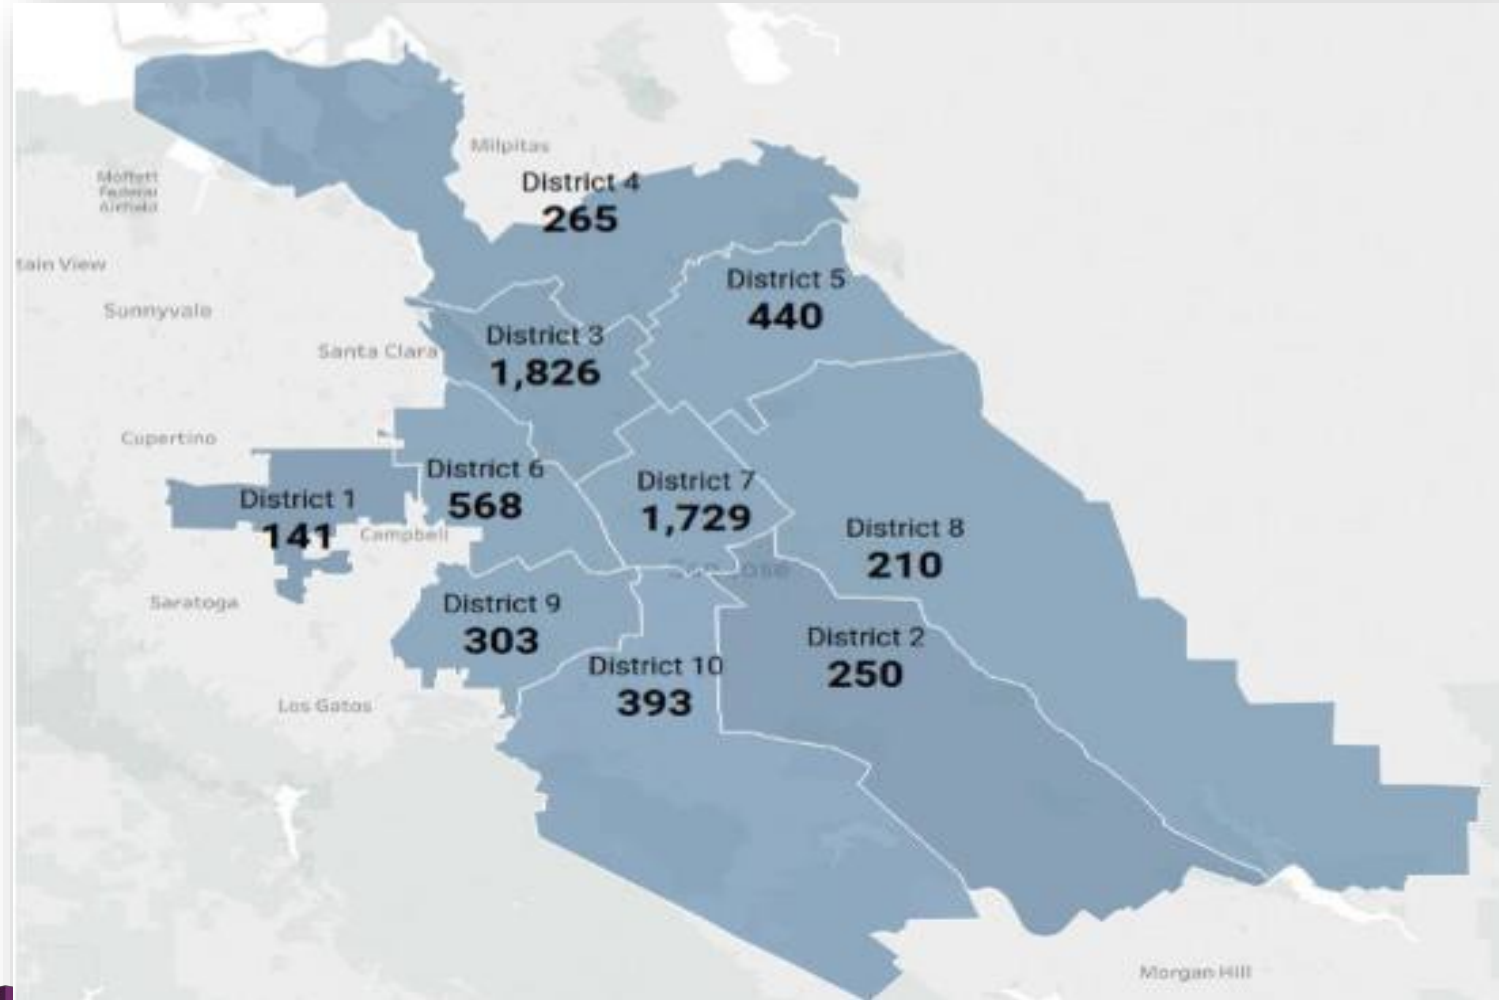 Milpitas
Moffett
Federal
Airfield
District 4
265
tain View
District 5
440
Sunnyvale
District 3
1,826
Santa Clara
Cupertino
District 6
568
District 7
1,729
District 1
141
Campbell
District 8
210
San Jose
Saratoga
District 9
303
District 2
250
District 10
393
Los Gatos
Morgan Hill